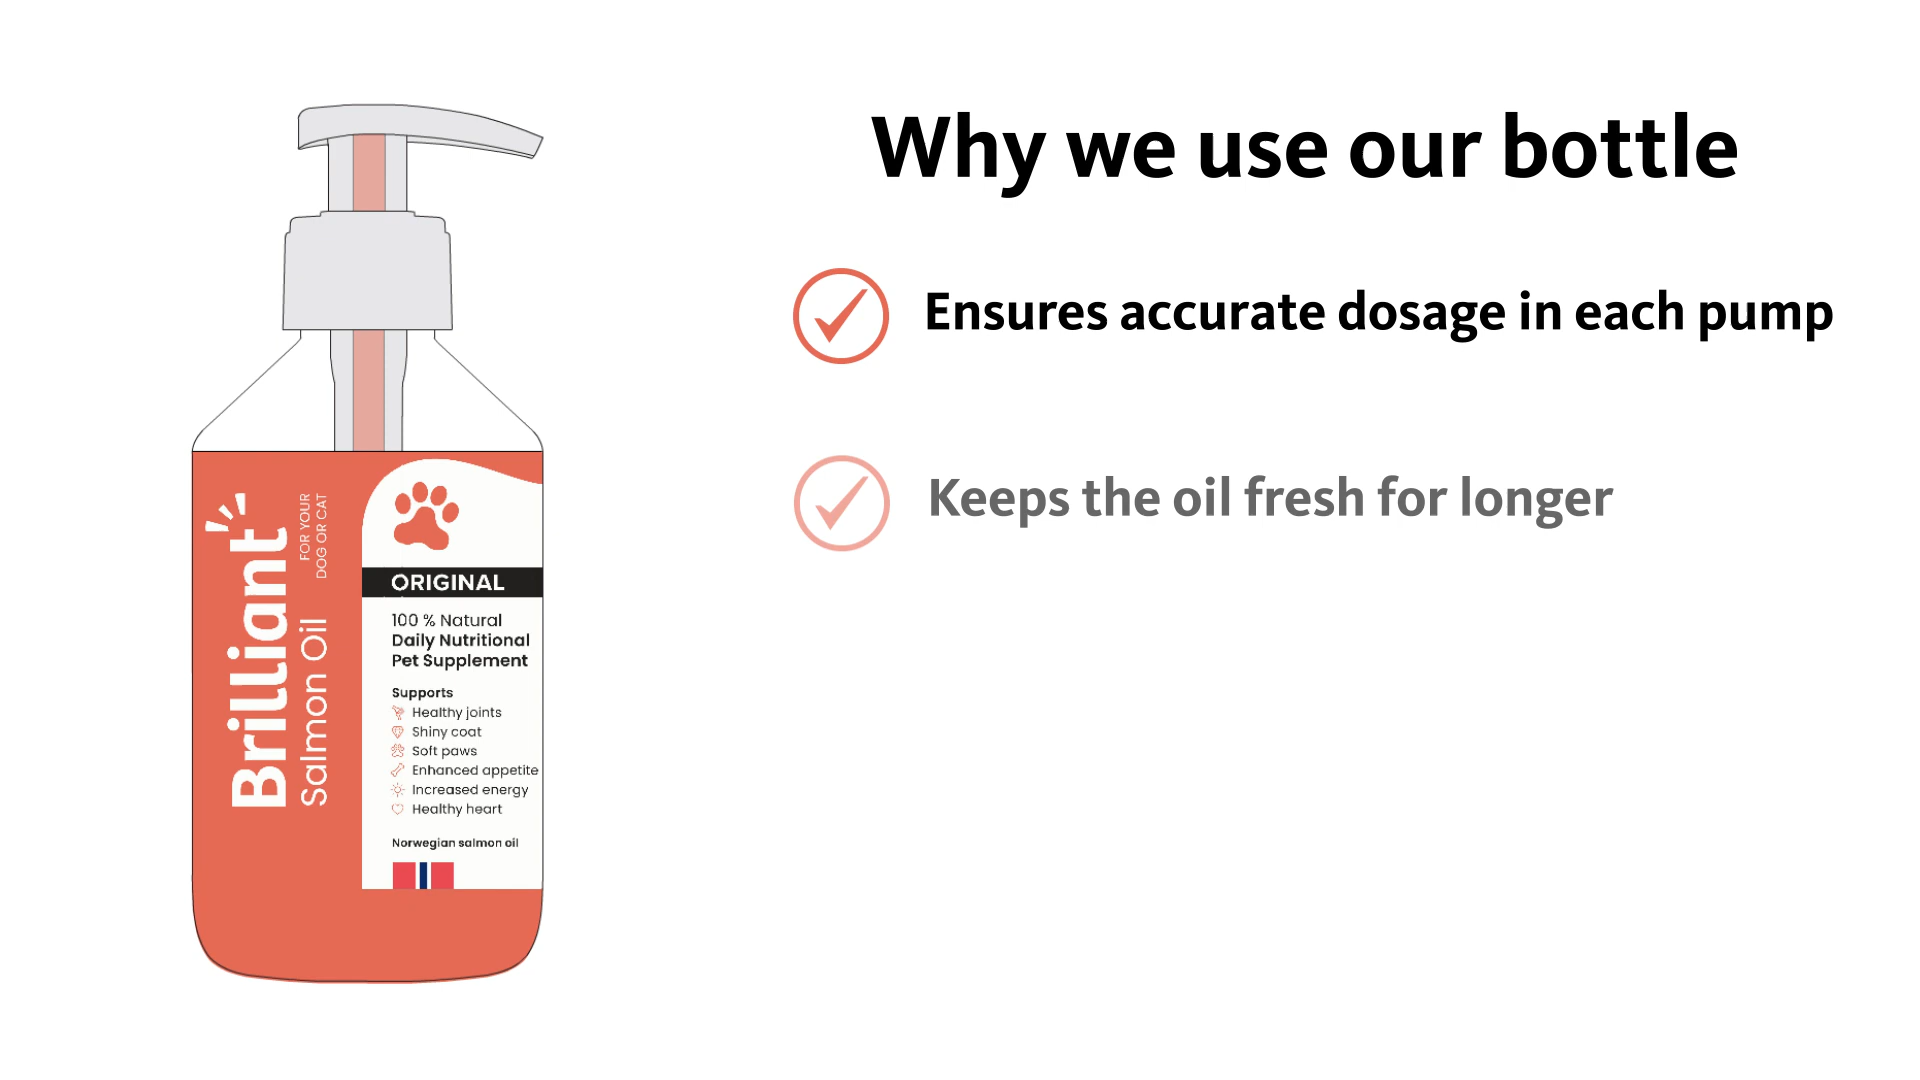 Why we use our bottle
Ensures accurate dosage in each pump
Keeps the oil fresh for longer
Brilliant
Salmon Oil
FOR YOUR
DOG OR CAT
ORIGINAL
100 % Natural
Daily Nutritional
Pet Supplement
Supports
Healthy joints
Shiny coat
Soft paws
Enhanced appetite
Increased energy
Healthy heart
Norwegian salmon oil